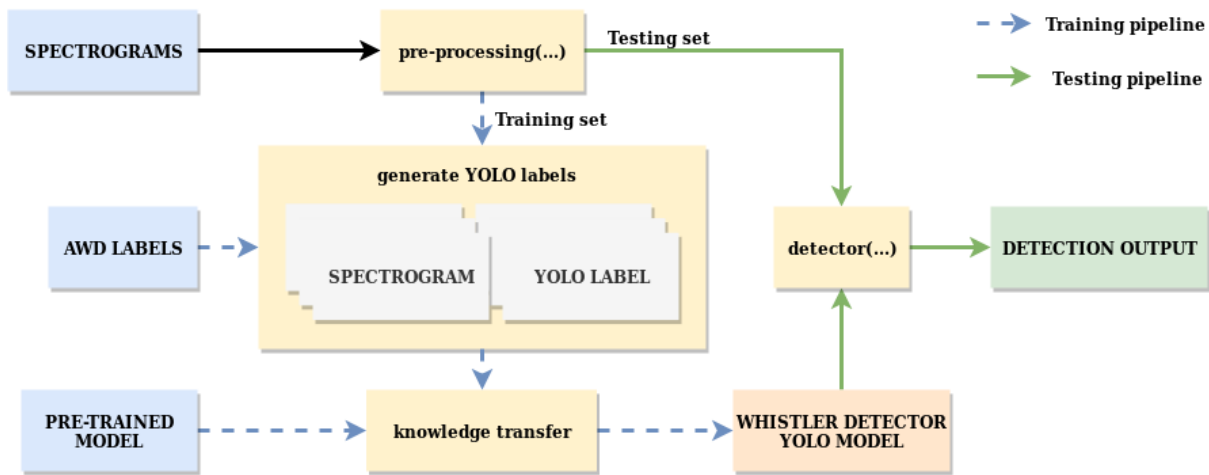 SPECTROGRAMS
pre-processing(...)
Testing set
Training pipeline
Testing pipeline
Training set
generate YOLO labels
AWD LABELS
SPECTROGRAM
YOLO LABEL
detector(...)
DETECTION OUTPUT
PRE-TRAINED
MODEL
knowledge transfer
WHISTLER DETECTOR
YOLO MODEL